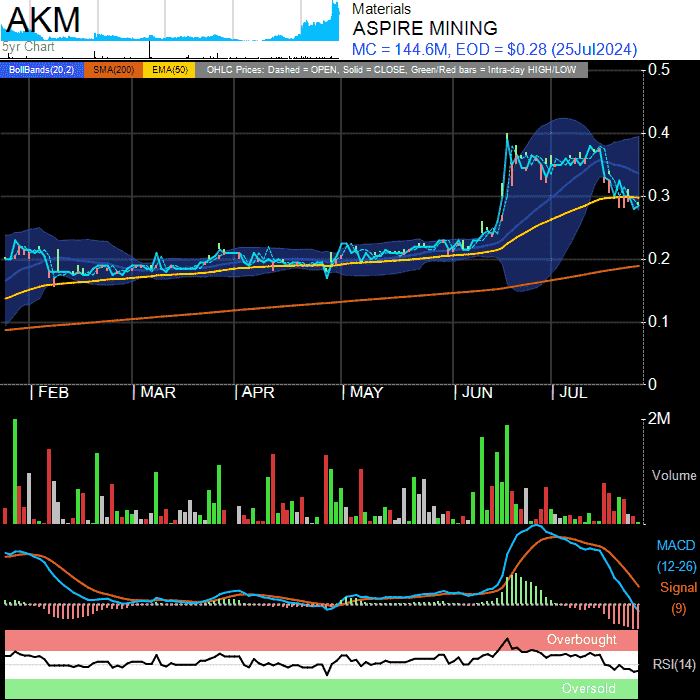 AKM
5yr Chart
Materials
ASPIRE MINING
MC = 144.6M, EOD = $0.28 (25Jul2024)
BollBands(20,2) SMA(200) EMA(50) OHLC Prices: Dashed = OPEN, Solid = CLOSE, Green/Red bars = Intra-day HIGH/LOW
0.5
0.4
0.3
0.2
0.1
0
FEB MAR APR MAY JUN JUL
2M
Volume
MACD
(12-26)
Signal
(9)
Overbought
RSI(14)
Oversold